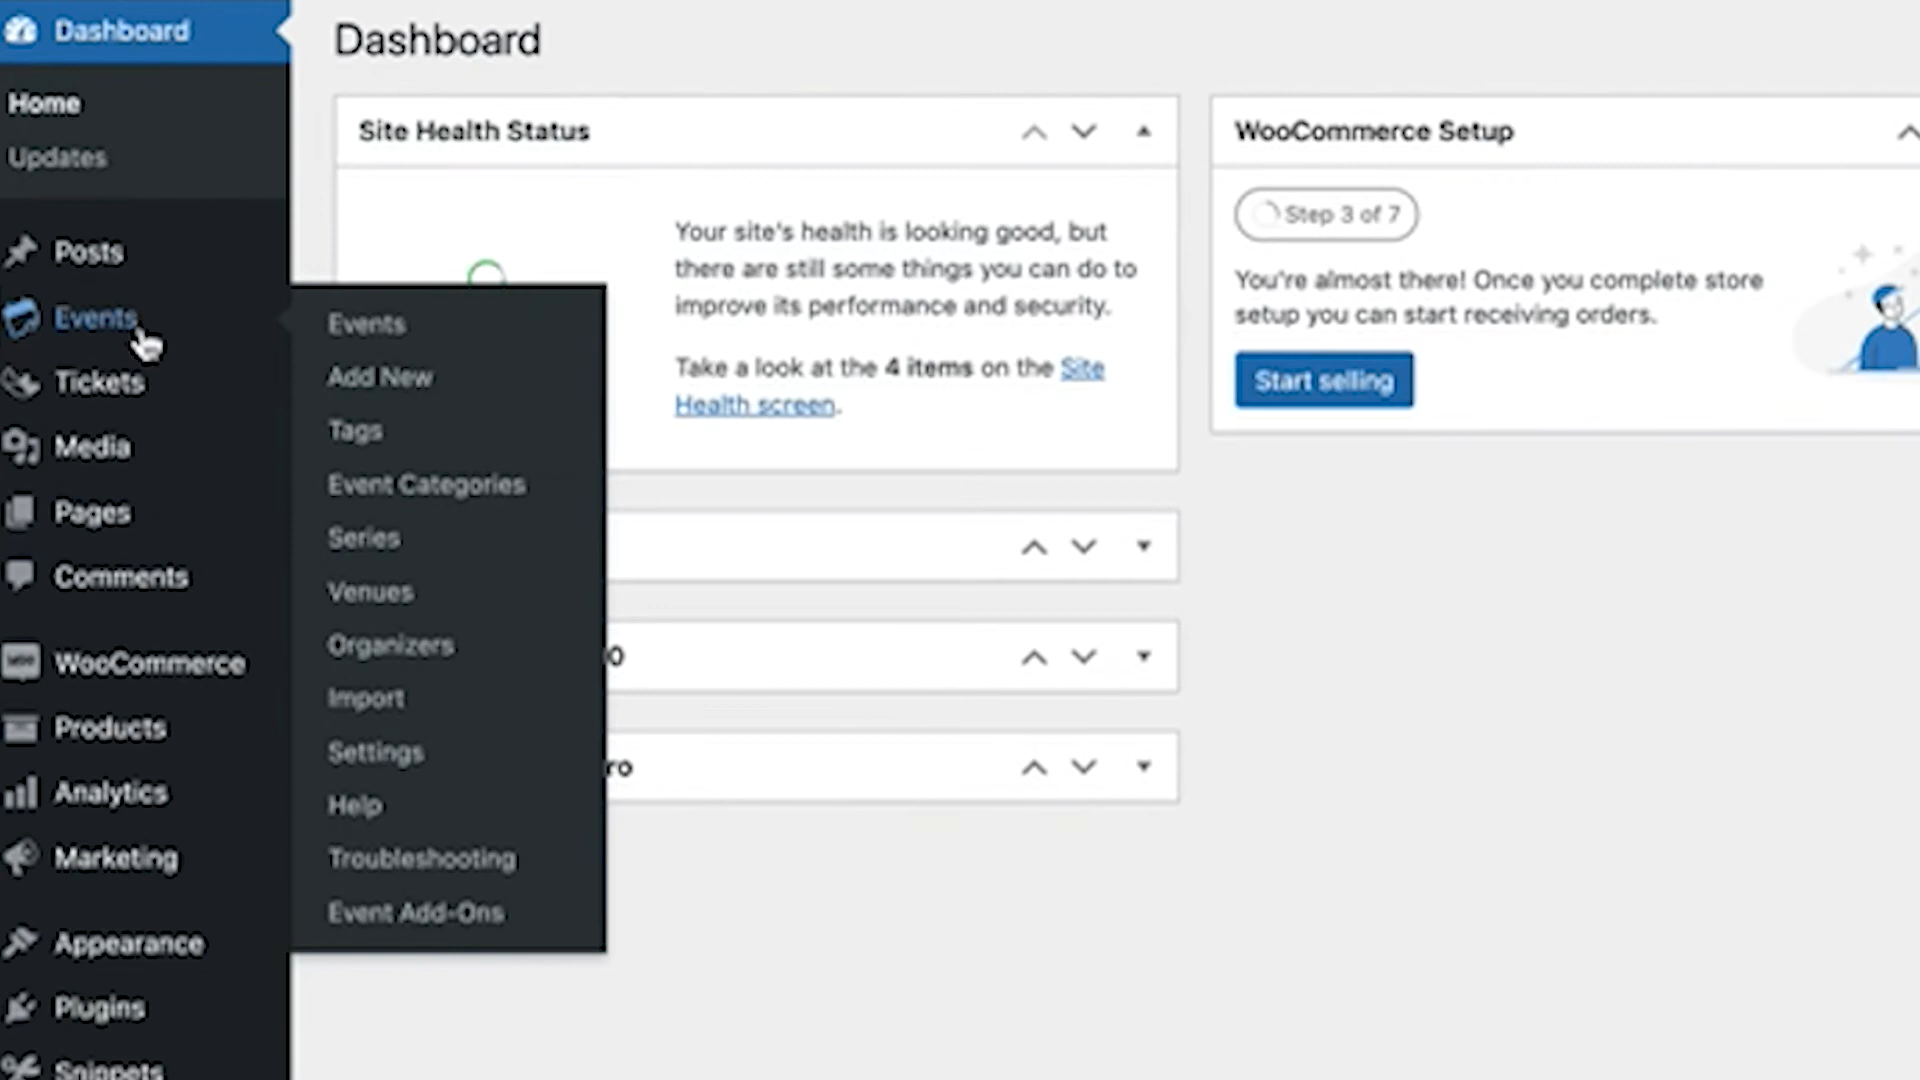 Dashboard
Home
Updates
Posts
Events
Tickets
Media
Pages
Comments
WooCommerce
Products
Analytics
Marketing
Appearance
Plugins
Snippets
Events
Add New
Tags
Event Categories
Series
Venues
Organizers
Import
Settings
Help
Troubleshooting
Event Add-Ons
Dashboard
Site Health Status
Your site's health is looking good, but
there are still some things you can do to
improve its performance and security.
Take a look at the 4 items on the Site
Health screen.
WooCommerce Setup
Step 3 of 7
You're almost there! Once you complete store
setup you can start receiving orders.
Start selling